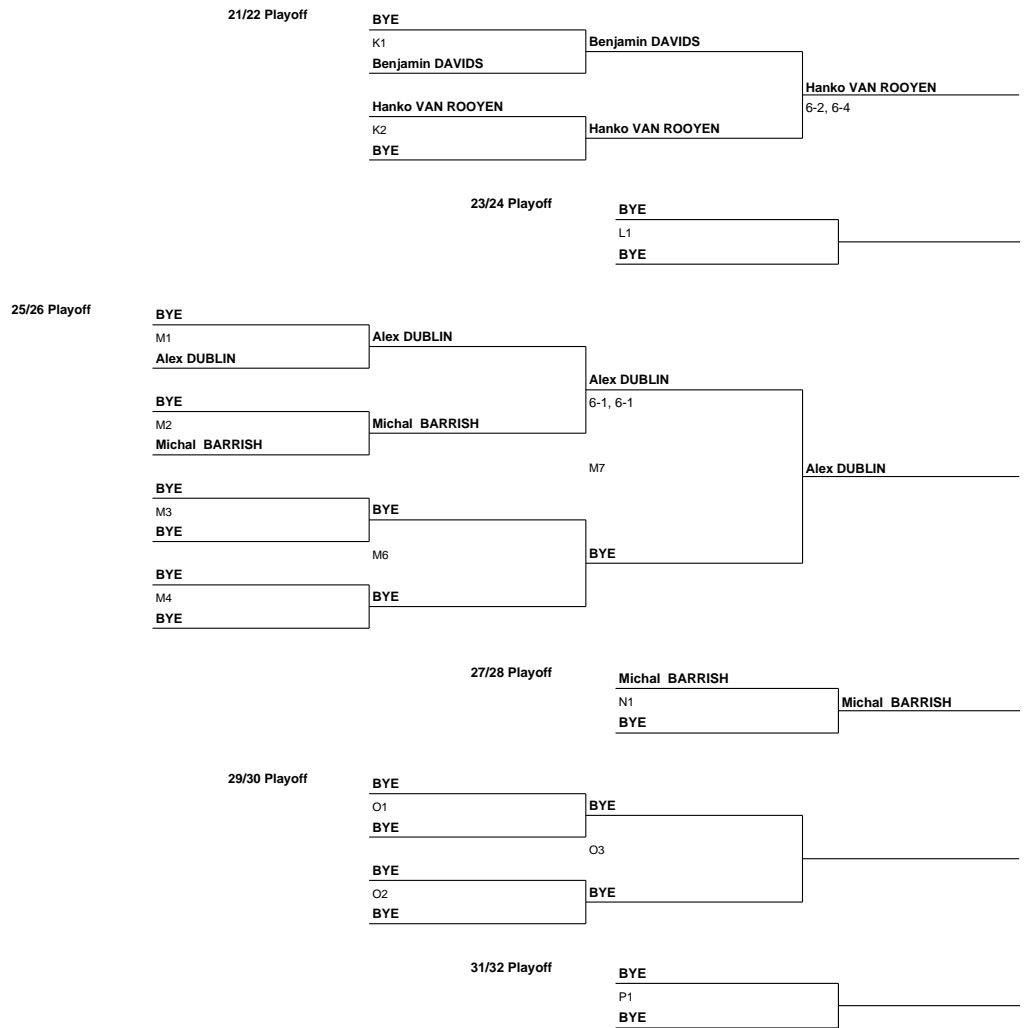 21/22 Playoff
BYE
K1
Benjamin DAVIDS
Benjamin DAVIDS
Hanko VAN ROOYEN
6-2, 6-4
Hanko VAN ROOYEN
K2
Hanko VAN ROOYEN
BYE
23/24 Playoff
BYE
L1
BYE
25/26 Playoff
BYE
M1
Alex DUBLIN
Alex DUBLIN
Alex DUBLIN
6-1, 6-1
BYE
M2
Michal  BARRISH
Michal  BARRISH
M7
Alex DUBLIN
BYE
M3
BYE
BYE
M6
BYE
BYE
M4
BYE
BYE
27/28 Playoff
Michal  BARRISH
N1
Michal  BARRISH
BYE
29/30 Playoff
BYE
O1
BYE
BYE
O3
BYE
O2
BYE
BYE
31/32 Playoff
BYE
P1
BYE